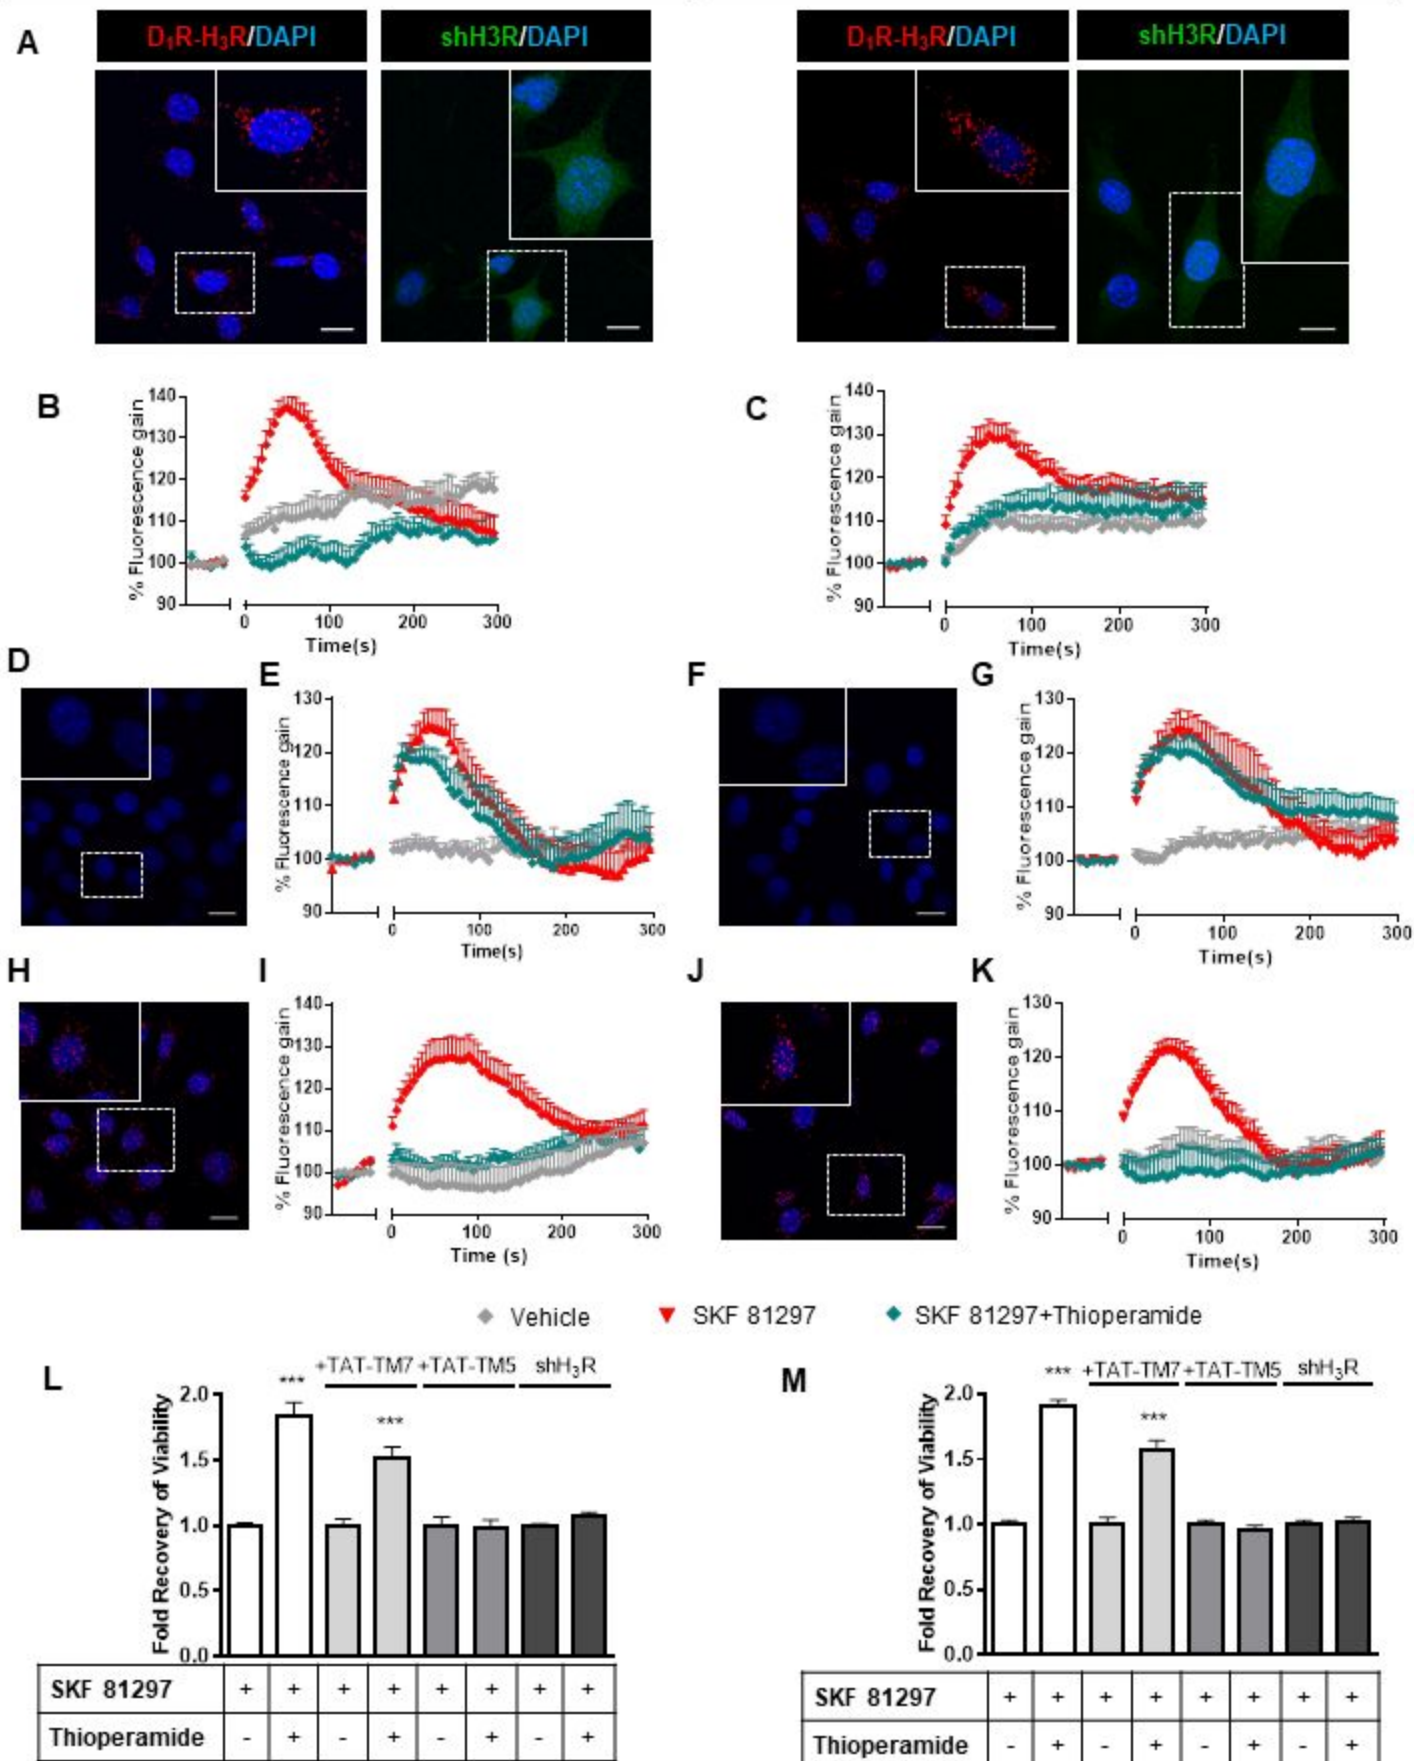 A
D₁R-H₃R/DAPI
shH3R/DAPI
D₁R-H₃R/DAPI
shH3R/DAPI
B
% Fluorescence gain
140
130
120
110
100
90
0 100 200 300
Time(s)
C
% Fluorescence gain
140
130
120
110
100
90
0 100 200 300
Time(s)
D
E
% Fluorescence gain
130
120
110
100
90
0 100 200 300
Time(s)
F
G
% Fluorescence gain
130
120
110
100
90
0 100 200 300
Time(s)
H
I
% Fluorescence gain
140
130
120
110
100
90
0 100 200 300
Time (s)
J
K
% Fluorescence gain
130
120
110
100
90
0 100 200 300
Time(s)
Vehicle
SKF 81297
SKF 81297+Thioperamide
L
+TAT-TM7 +TAT-TM5 shH₃R
Fold Recovery of Viability
2.0
1.5
1.0
0.5
0.0
***
***
SKF 81297 + + + + + + + +
Thioperamide - + - + - + - +
M
+TAT-TM7 +TAT-TM5 shH₃R
Fold Recovery of Viability
2.0
1.5
1.0
0.5
0.0
***
***
SKF 81297 + + + + + + + +
Thioperamide - + - + - + - +